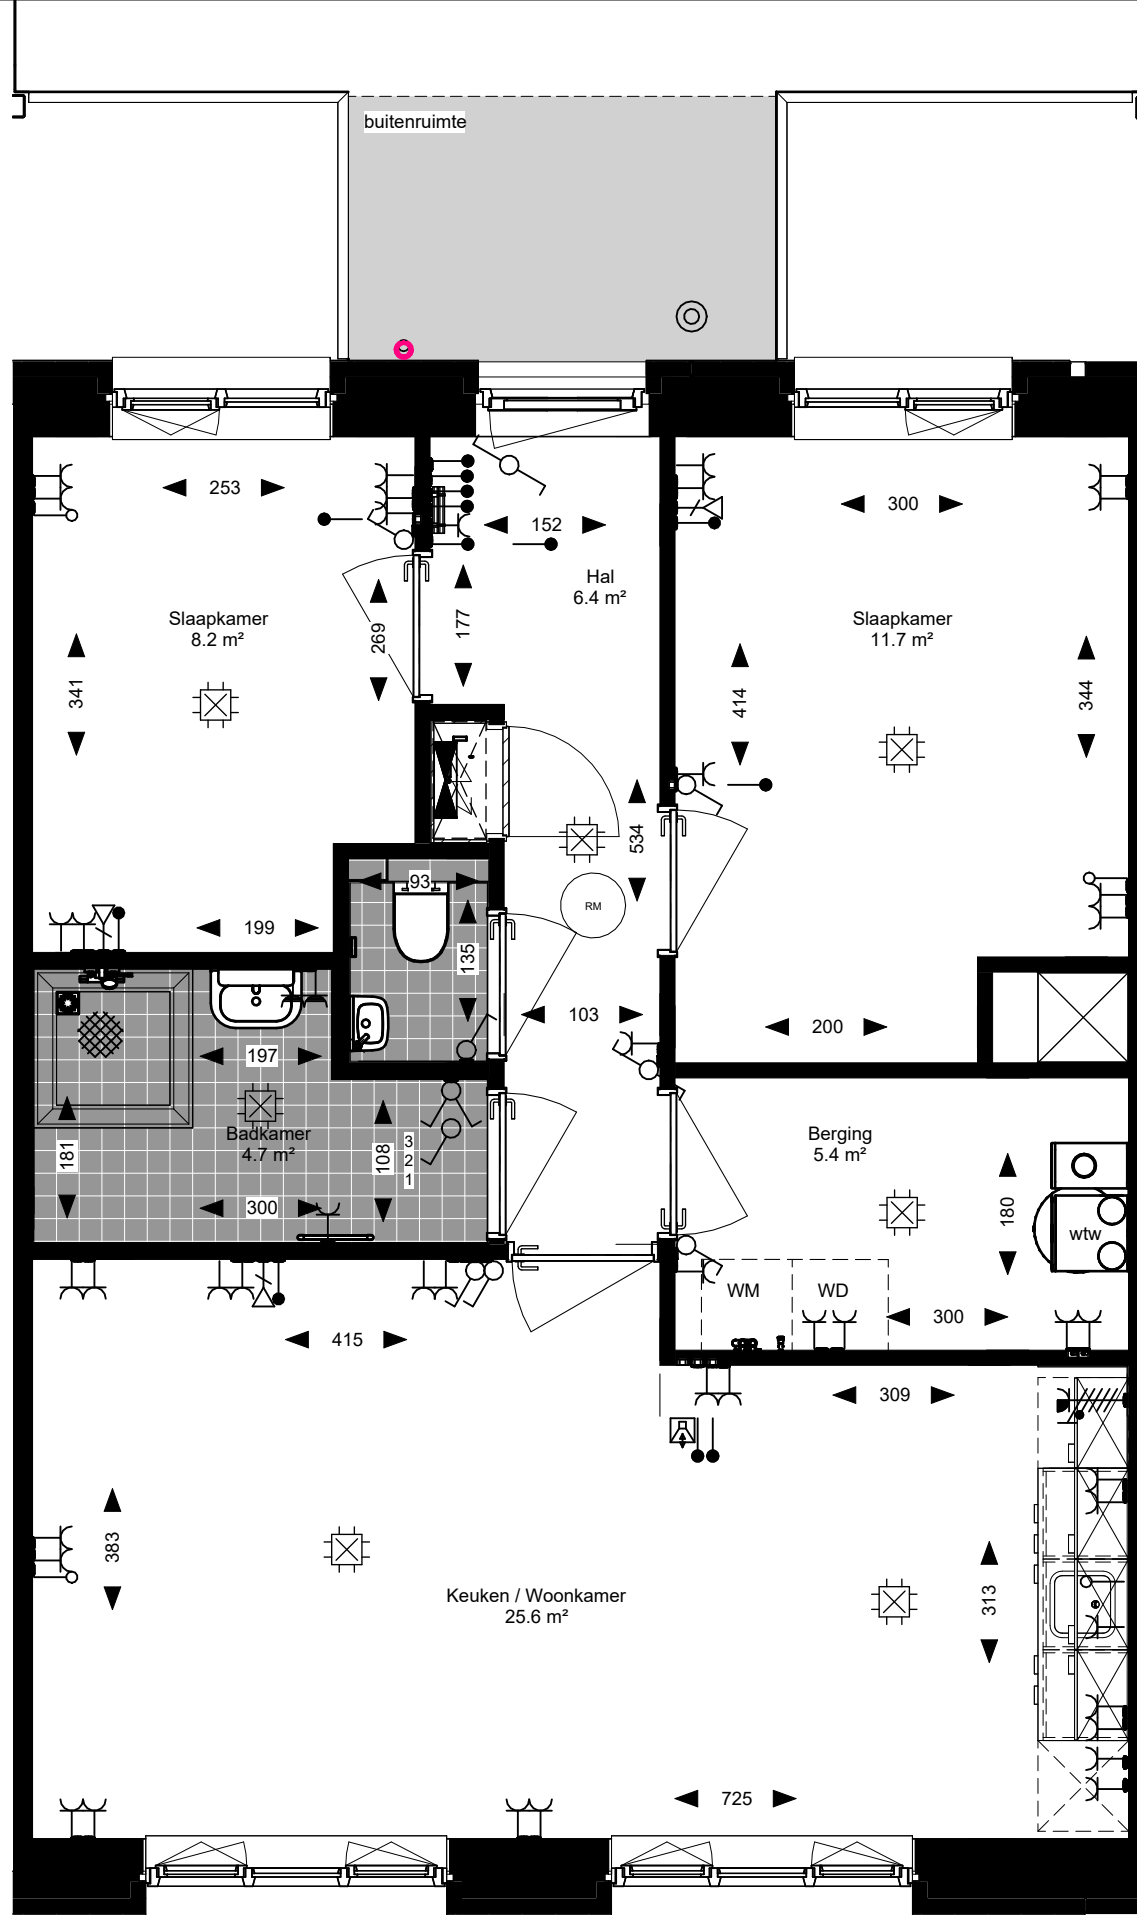 buitenruimte
253
152
300
Hal
6.4 m²
Slaapkamer
8.2 m²
269
177
Slaapkamer
11.7 m²
341
414
344
534
93
RM
199
135
103
200
197
Badkamer
4.7 m²
181
108
3
2
1
Berging
5.4 m²
180
300
wtw
WM
WD
300
415
309
383
Keuken / Woonkamer
25.6 m²
313
725